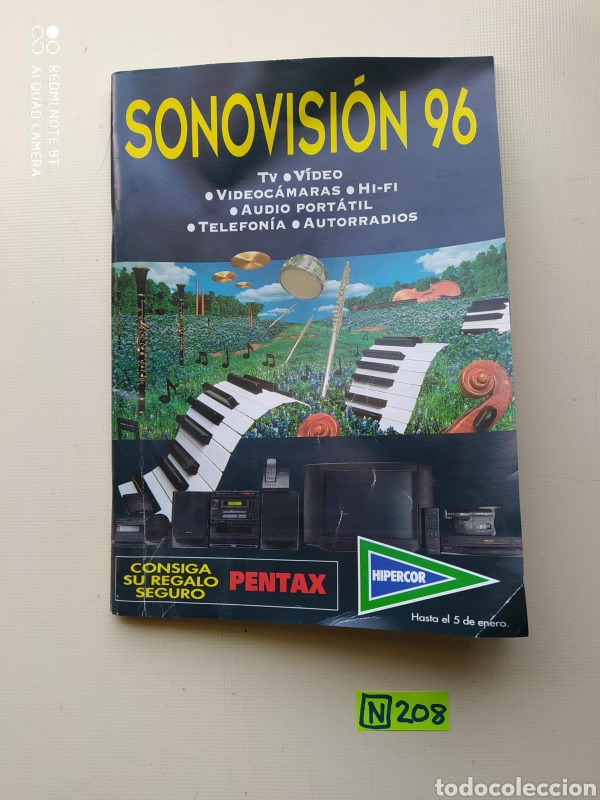 REDMI NOTE 8T
AI QUAD CAMERA
SONOVISIÓN 96
TV • VÍDEO
• VIDEOCÁMARAS • HI-FI
• AUDIO PORTÁTIL
• TELEFONÍA • AUTORRADIOS
CONSIGA
SU REGALO
SEGURO
PENTAX
HIPERCOR
Hasta el 5 de enero.
N 208
todocoleccion